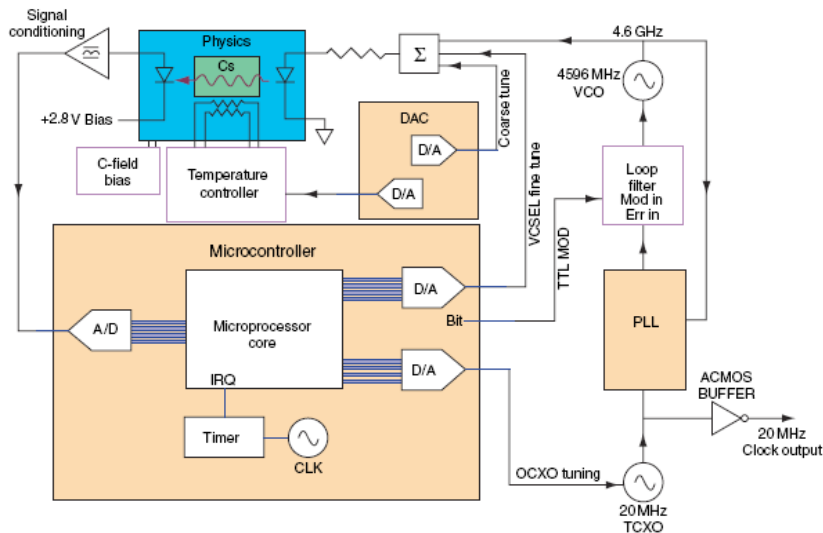 Signal
conditioning
Physics
Cs
+2.8 V Bias
C-field
bias
Temperature
controller
Σ
DAC
D/A
D/A
Coarse tune
VCSEL fine tune
TTL MOD
4.6 GHz
4596 MHz
VCO
Loop
filter
Mod in
Err in
PLL
ACMOS
BUFFER
20 MHz
Clock output
Microcontroller
A/D
Microprocessor
core
IRQ
D/A
Bit
D/A
Timer
CLK
OCXO tuning
20 MHz
TCXO